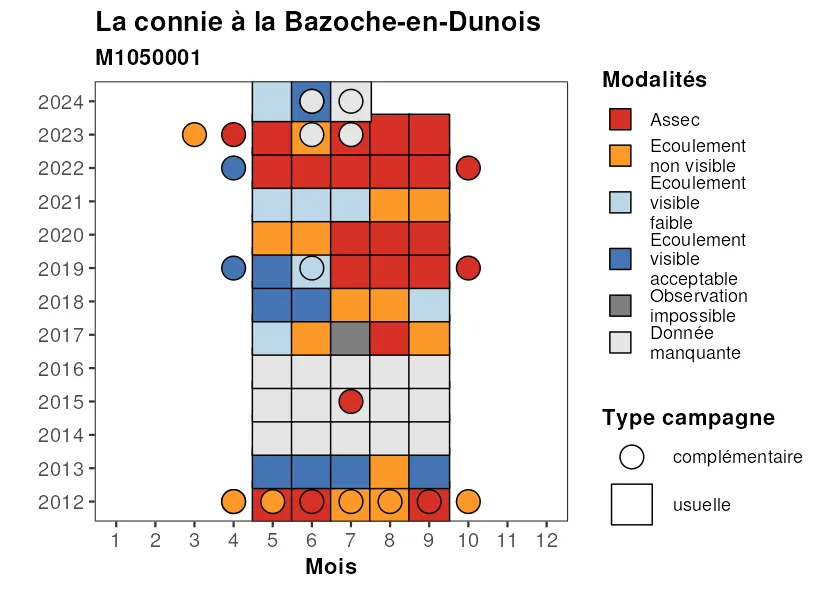 La connie à la Bazoche-en-Dunois
M1050001
2024
2023
2022
2021
2020
2019
2018
2017
2016
2015
2014
2013
2012
1 2 3 4 5 6 7 8 9 10 11 12
Mois
Modalités
Assec
Ecoulement
non visible
Ecoulement
visible
faible
Ecoulement
visible
acceptable
Observation
impossible
Donnée
manquante
Type campagne
complémentaire
usuelle